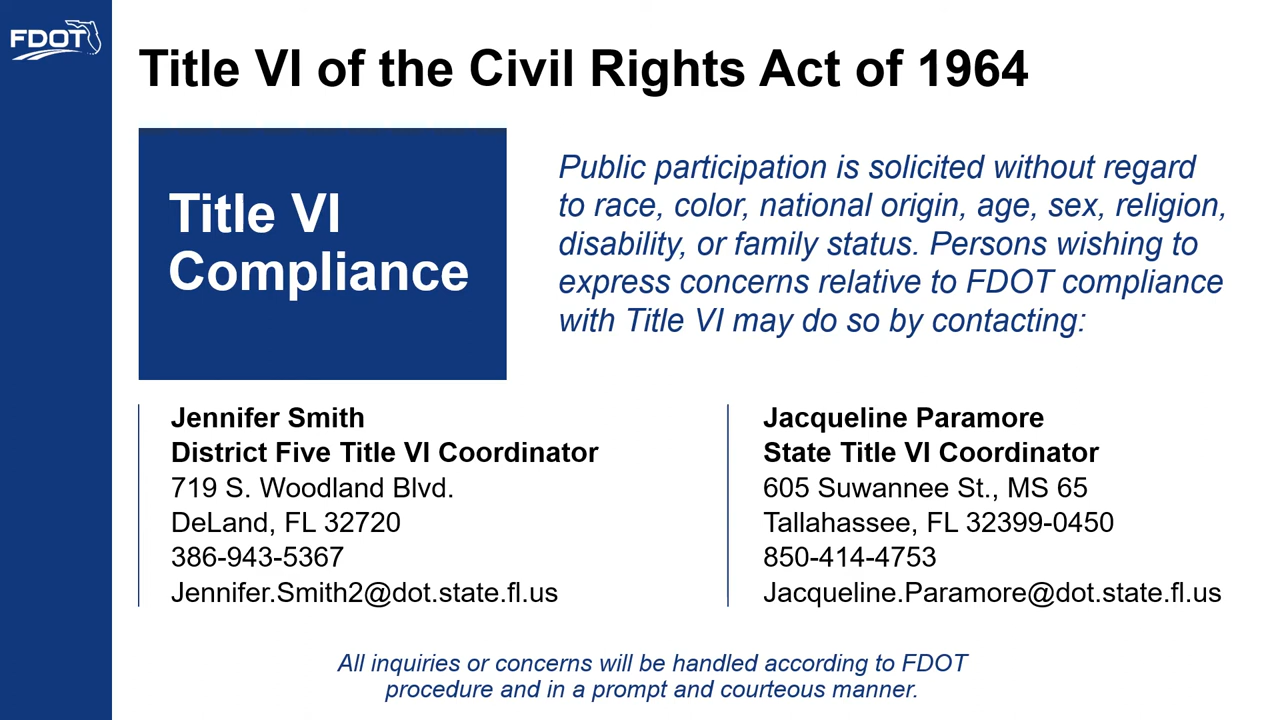 FDOT
Title VI of the Civil Rights Act of 1964
Title VI
Compliance
Public participation is solicited without regard
to race, color, national origin, age, sex, religion,
disability, or family status. Persons wishing to
express concerns relative to FDOT compliance
with Title VI may do so by contacting:
Jennifer Smith
District Five Title VI Coordinator
719 S. Woodland Blvd.
DeLand, FL 32720
386-943-5367
Jennifer.Smith2@dot.state.fl.us
Jacqueline Paramore
State Title VI Coordinator
605 Suwannee St., MS 65
Tallahassee, FL 32399-0450
850-414-4753
Jacqueline.Paramore@dot.state.fl.us
All inquiries or concerns will be handled according to FDOT
procedure and in a prompt and courteous manner.